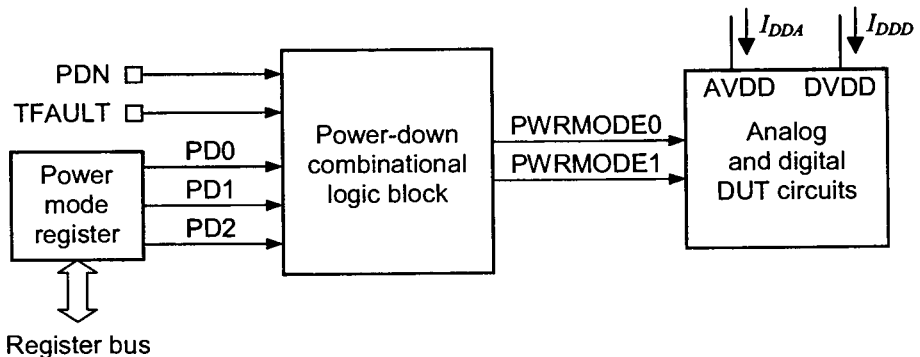 I_DDA
I_DDD
PDN
TFAULT
PD0
PD1
PD2
Power
mode
register
Register bus
Power-down
combinational
logic block
PWRMODE0
PWRMODE1
AVDD DVDD
Analog
and digital
DUT circuits